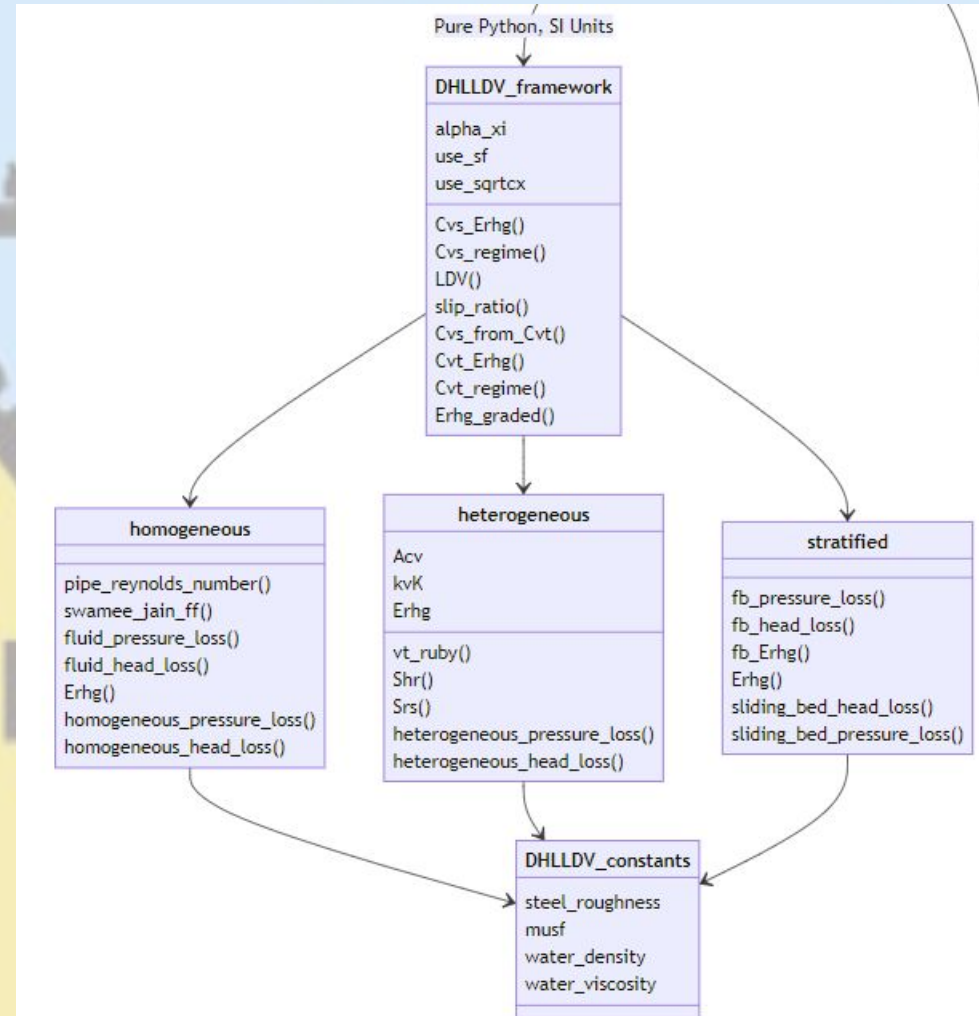 Pure Python, SI Units
DHLLDV_framework
alpha_xi
use_sf
use_sqrtcx
Cvs_Erhg()
Cvs_regime()
LDV()
slip_ratio()
Cvs_from_Cvt()
Cvt_Erhg()
Cvt_regime()
Erhg_graded()
homogeneous
pipe_reynolds_number()
swamee_jain_ff()
fluid_pressure_loss()
fluid_head_loss()
Erhg()
homogeneous_pressure_loss()
homogeneous_head_loss()
heterogeneous
Acv
kvK
Erhg
vt_ruby()
Shr()
Srs()
heterogeneous_pressure_loss()
heterogeneous_head_loss()
stratified
fb_pressure_loss()
fb_head_loss()
fb_Erhg()
Erhg()
sliding_bed_head_loss()
sliding_bed_pressure_loss()
DHLLDV_constants
steel_roughness
musf
water_density
water_viscosity